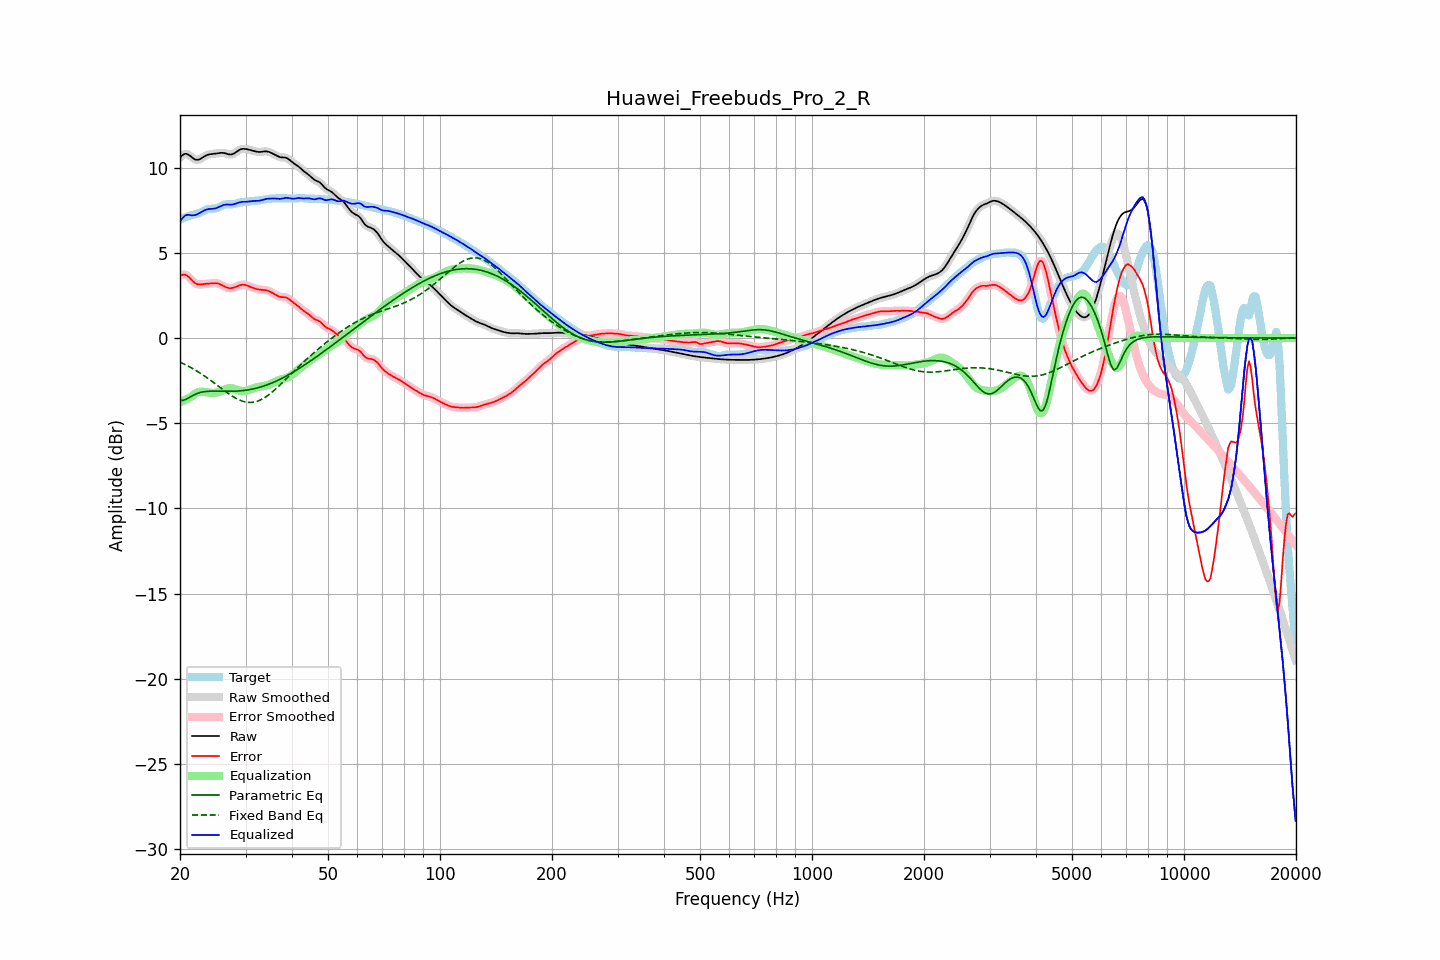 Huawei_Freebuds_Pro_2_R
Amplitude (dBr)
10
5
0
−5
−10
−15
−20
−25
−30
Target
Raw Smoothed
Error Smoothed
Raw
Error
Equalization
Parametric Eq
Fixed Band Eq
Equalized
20 50 100 200 500 1000 2000 5000 10000 20000
Frequency (Hz)